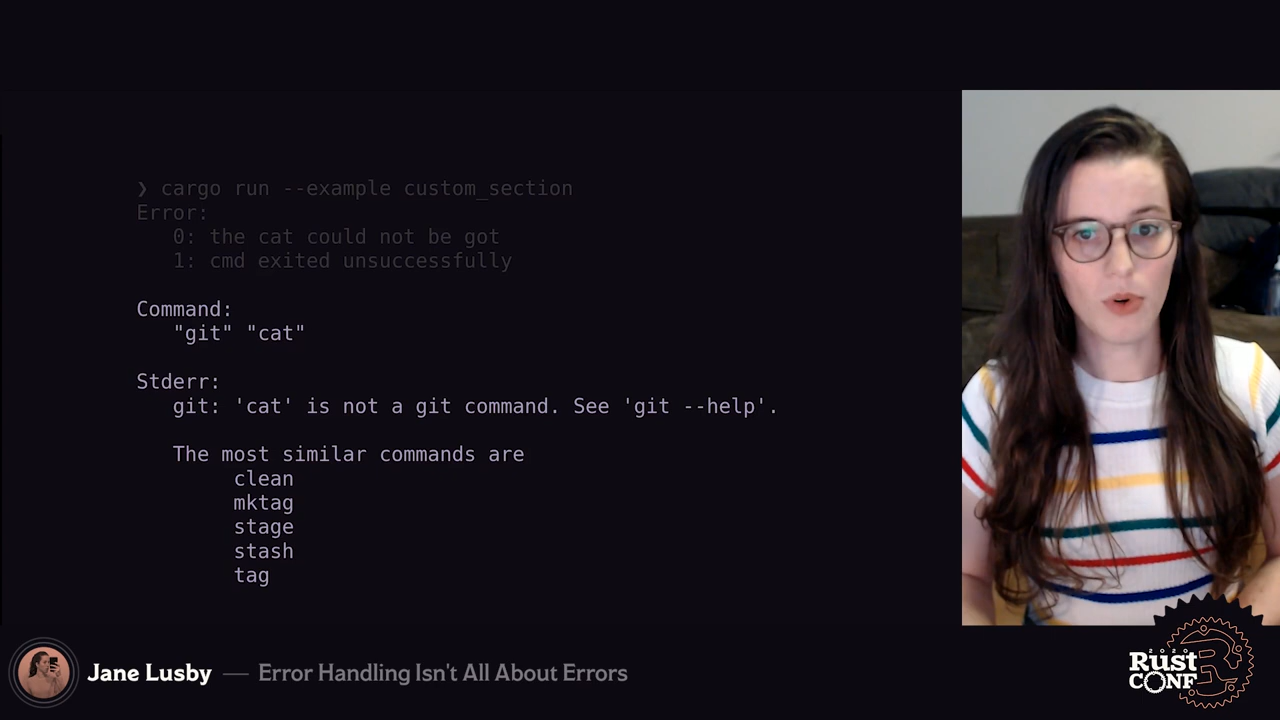 ❯ cargo run --example custom_section
Error:
0: the cat could not be got
1: cmd exited unsuccessfully
Command:
"git" "cat"
Stderr:
git: 'cat' is not a git command. See 'git --help'.
The most similar commands are
clean
mktag
stage
stash
tag
Jane Lusby — Error Handling Isn't All About Errors
2020
Rust
CONF
R